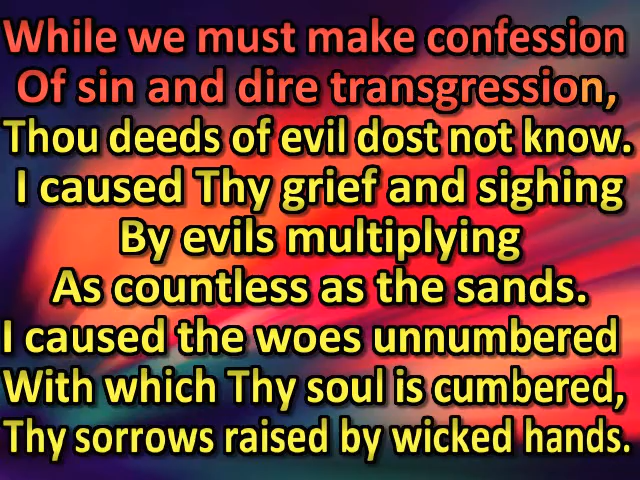 While we must make confession
Of sin and dire transgression,
Thou deeds of evil dost not know.
I caused Thy grief and sighing
By evils multiplying
As countless as the sands.
I caused the woes unnumbered
With which Thy soul is cumbered,
Thy sorrows raised by wicked hands.